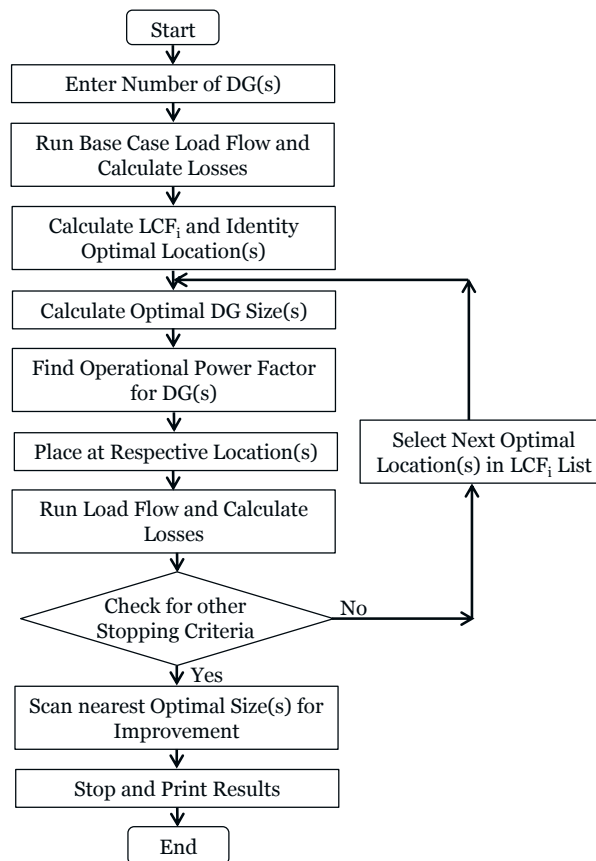 Start
Enter Number of DG(s)
Run Base Case Load Flow and
Calculate Losses
Calculate LCFᵢ and Identity
Optimal Location(s)
Calculate Optimal DG Size(s)
Find Operational Power Factor
for DG(s)
Place at Respective Location(s)
Select Next Optimal
Location(s) in LCFᵢ List
Run Load Flow and Calculate
Losses
Check for other
Stopping Criteria
No
Yes
Scan nearest Optimal Size(s) for
Improvement
Stop and Print Results
End